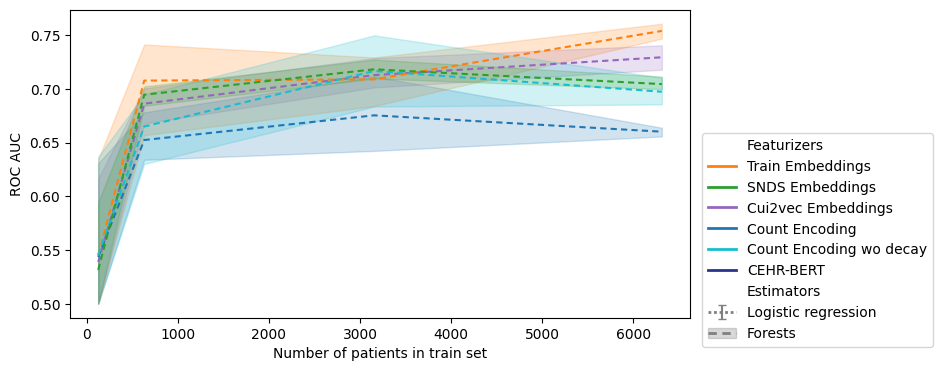 0.75
0.70
0.65
0.60
0.55
0.50
ROC AUC
0
1000
2000
3000
4000
5000
6000
Number of patients in train set
Featurizers
Train Embeddings
SNDS Embeddings
Cui2vec Embeddings
Count Encoding
Count Encoding wo decay
CEHR-BERT
Estimators
Logistic regression
Forests